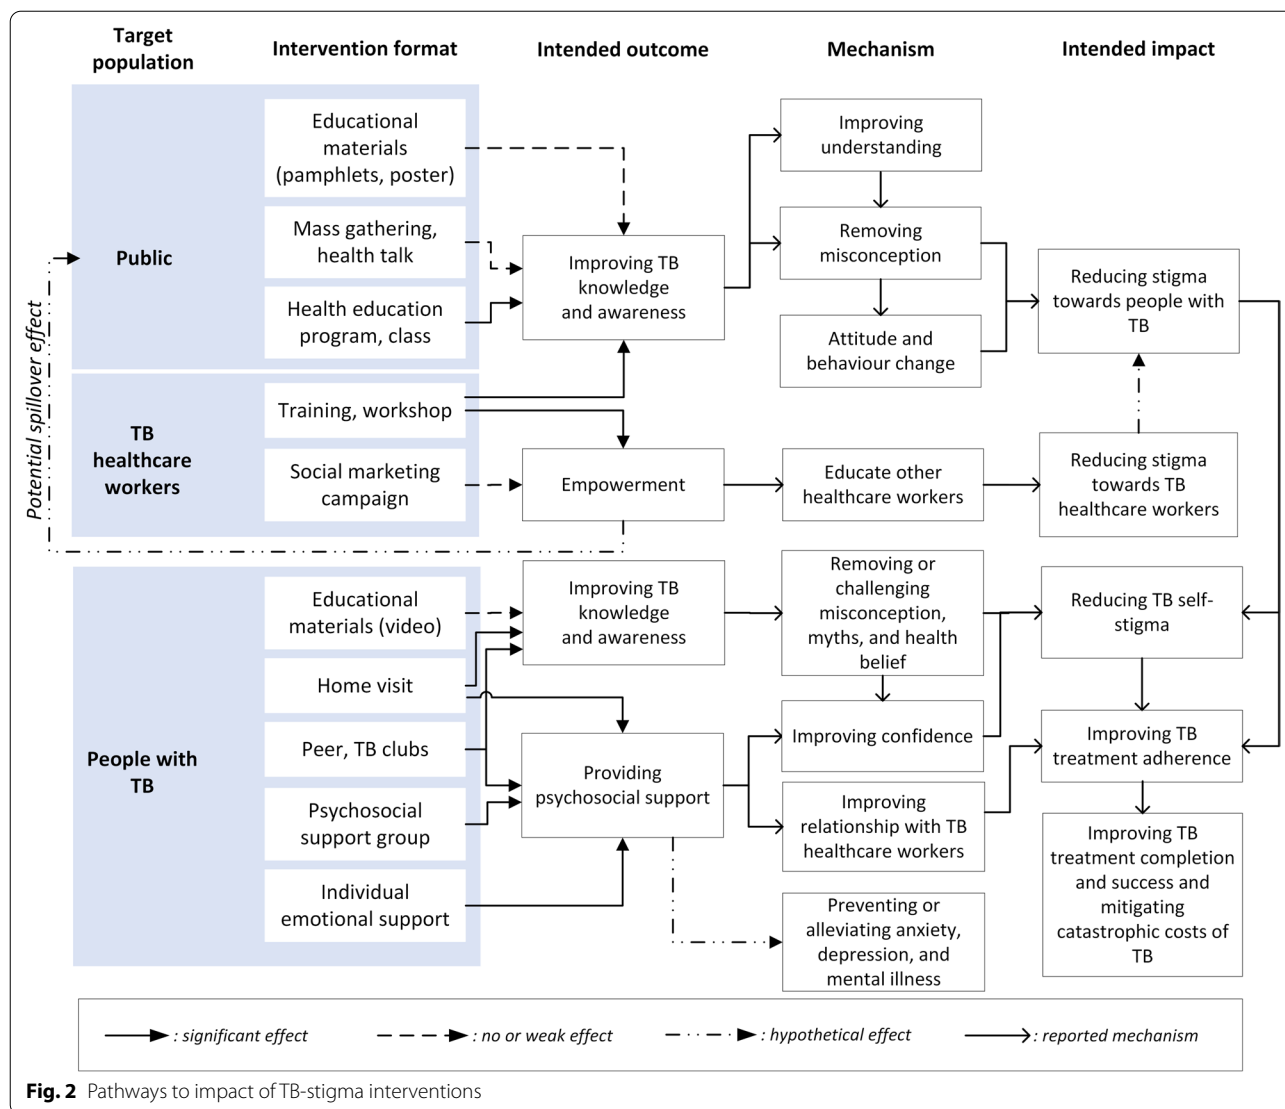 Target
population
Intervention format
Intended outcome
Mechanism
Intended impact
Public
Educational
materials
(pamphlets, poster)
Mass gathering,
health talk
Health education
program, class
Improving TB
knowledge
and awareness
Improving
understanding
Removing
misconception
Attitude and
behaviour change
Reducing stigma
towards people with
TB
Potential spillover effect
TB
healthcare
workers
Training, workshop
Social marketing
campaign
Empowerment
Educate other
healthcare workers
Reducing stigma
towards TB
healthcare workers
People with
TB
Educational
materials (video)
Home visit
Peer, TB clubs
Psychosocial
support group
Individual
emotional support
Improving TB
knowledge
and awareness
Providing
psychosocial support
Removing or
challenging
misconception,
myths, and health
belief
Improving confidence
Improving
relationship with TB
healthcare workers
Preventing or
alleviating anxiety,
depression, and
mental illness
Reducing TB self-
stigma
Improving TB
treatment adherence
Improving TB
treatment completion
and success and
mitigating
catastrophic costs of
TB
: significant effect
: no or weak effect
: hypothetical effect
: reported mechanism
Fig. 2 Pathways to impact of TB-stigma interventions